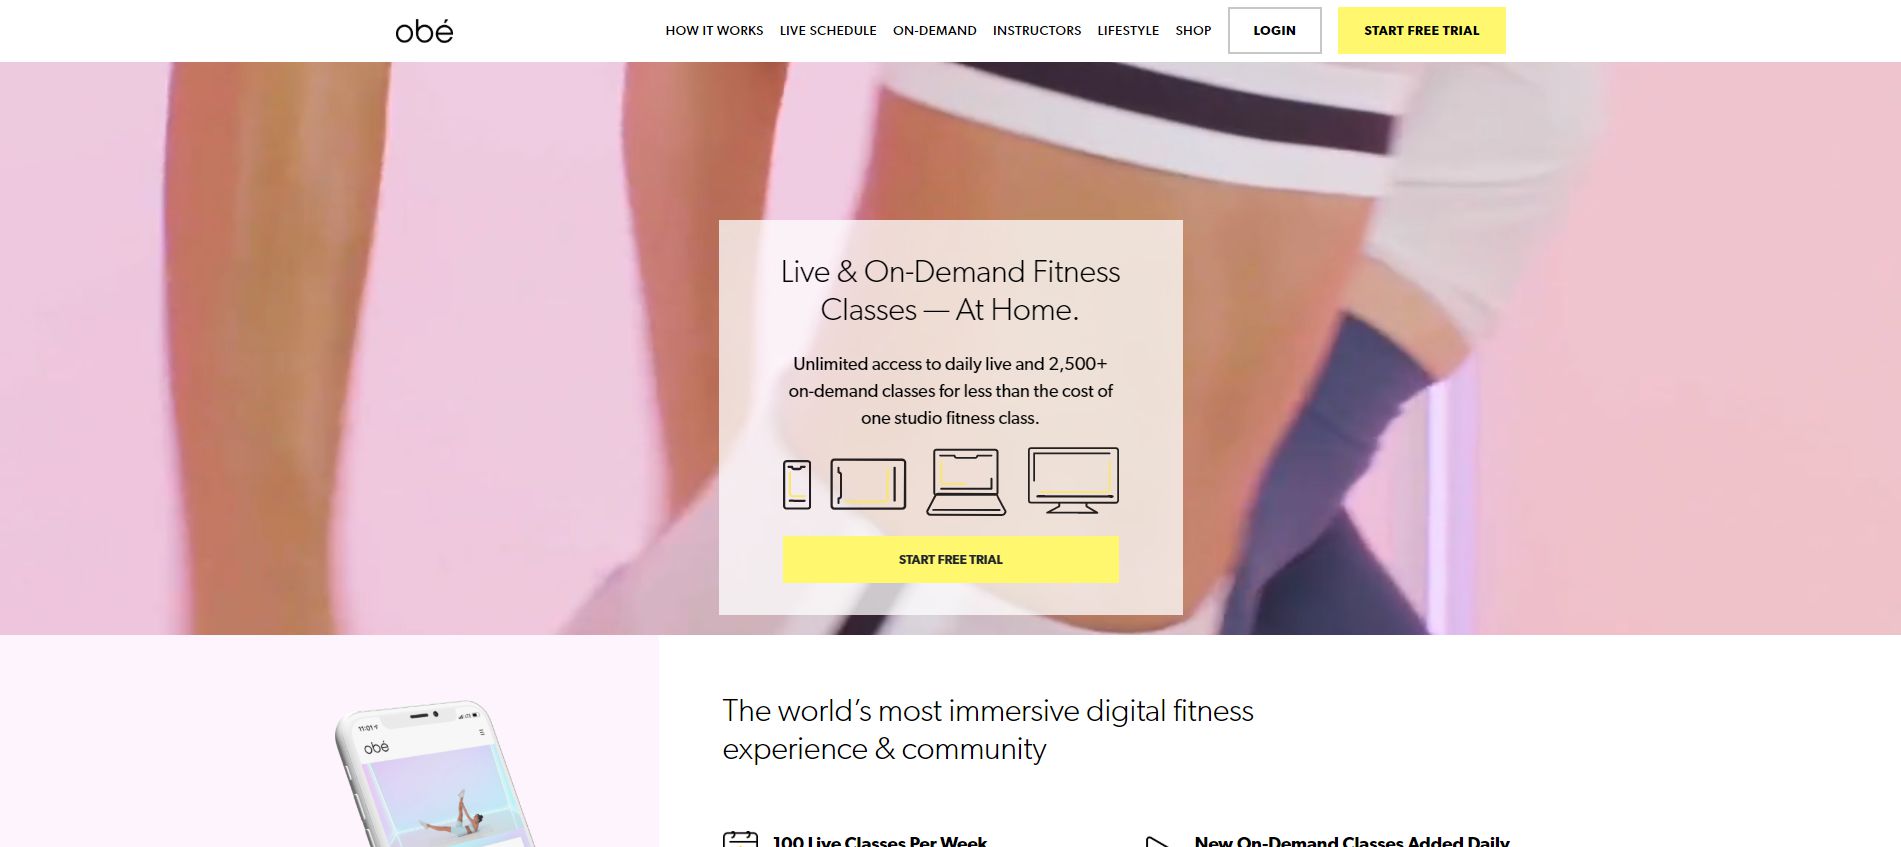 obé
HOW IT WORKS
LIVE SCHEDULE
ON-DEMAND
INSTRUCTORS
LIFESTYLE
SHOP
LOGIN
START FREE TRIAL
Live & On-Demand Fitness
Classes — At Home.
Unlimited access to daily live and 2,500+
on-demand classes for less than the cost of
one studio fitness class.
START FREE TRIAL
11:01
LTE
obé
The world’s most immersive digital fitness
experience & community
100 Live Classes Per Week
New On-Demand Classes Added Daily